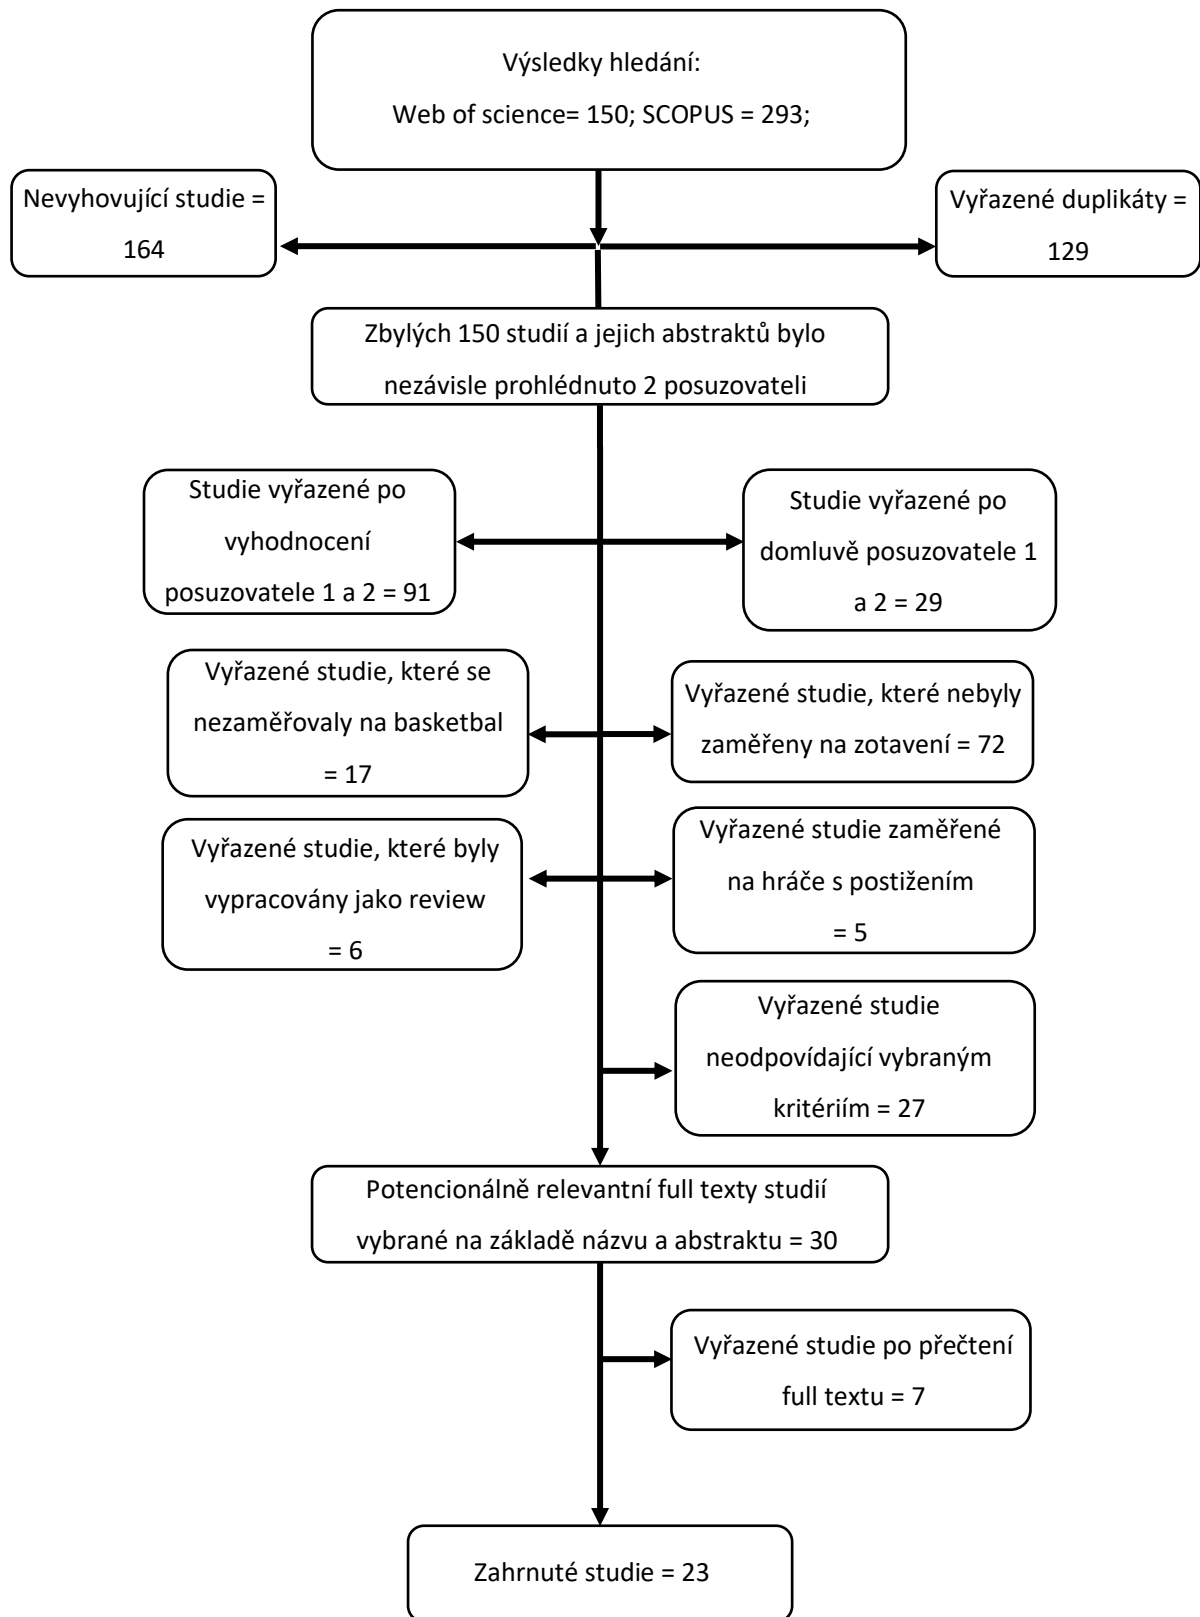 Výsledky hledání:
Web of science= 150; SCOPUS = 293;
Nevyhovující studie =
164
Vyřazené duplikáty =
129
Zbylých 150 studií a jejich abstraktů bylo
nezávisle prohlédnuto 2 posuzovateli
Studie vyřazené po
vyhodnocení
posuzovatele 1 a 2 = 91
Studie vyřazené po
domluvě posuzovatele 1
a 2 = 29
Vyřazené studie, které se
nezaměřovaly na basketbal
= 17
Vyřazené studie, které nebyly
zaměřeny na zotavení = 72
Vyřazené studie, které byly
vypracovány jako review
= 6
Vyřazené studie zaměřené
na hráče s postižením
= 5
Vyřazené studie
neodpovídající vybraným
kritériím = 27
Potencionálně relevantní full texty studií
vybrané na základě názvu a abstraktu = 30
Vyřazené studie po přečtení
full textu = 7
Zahrnuté studie = 23